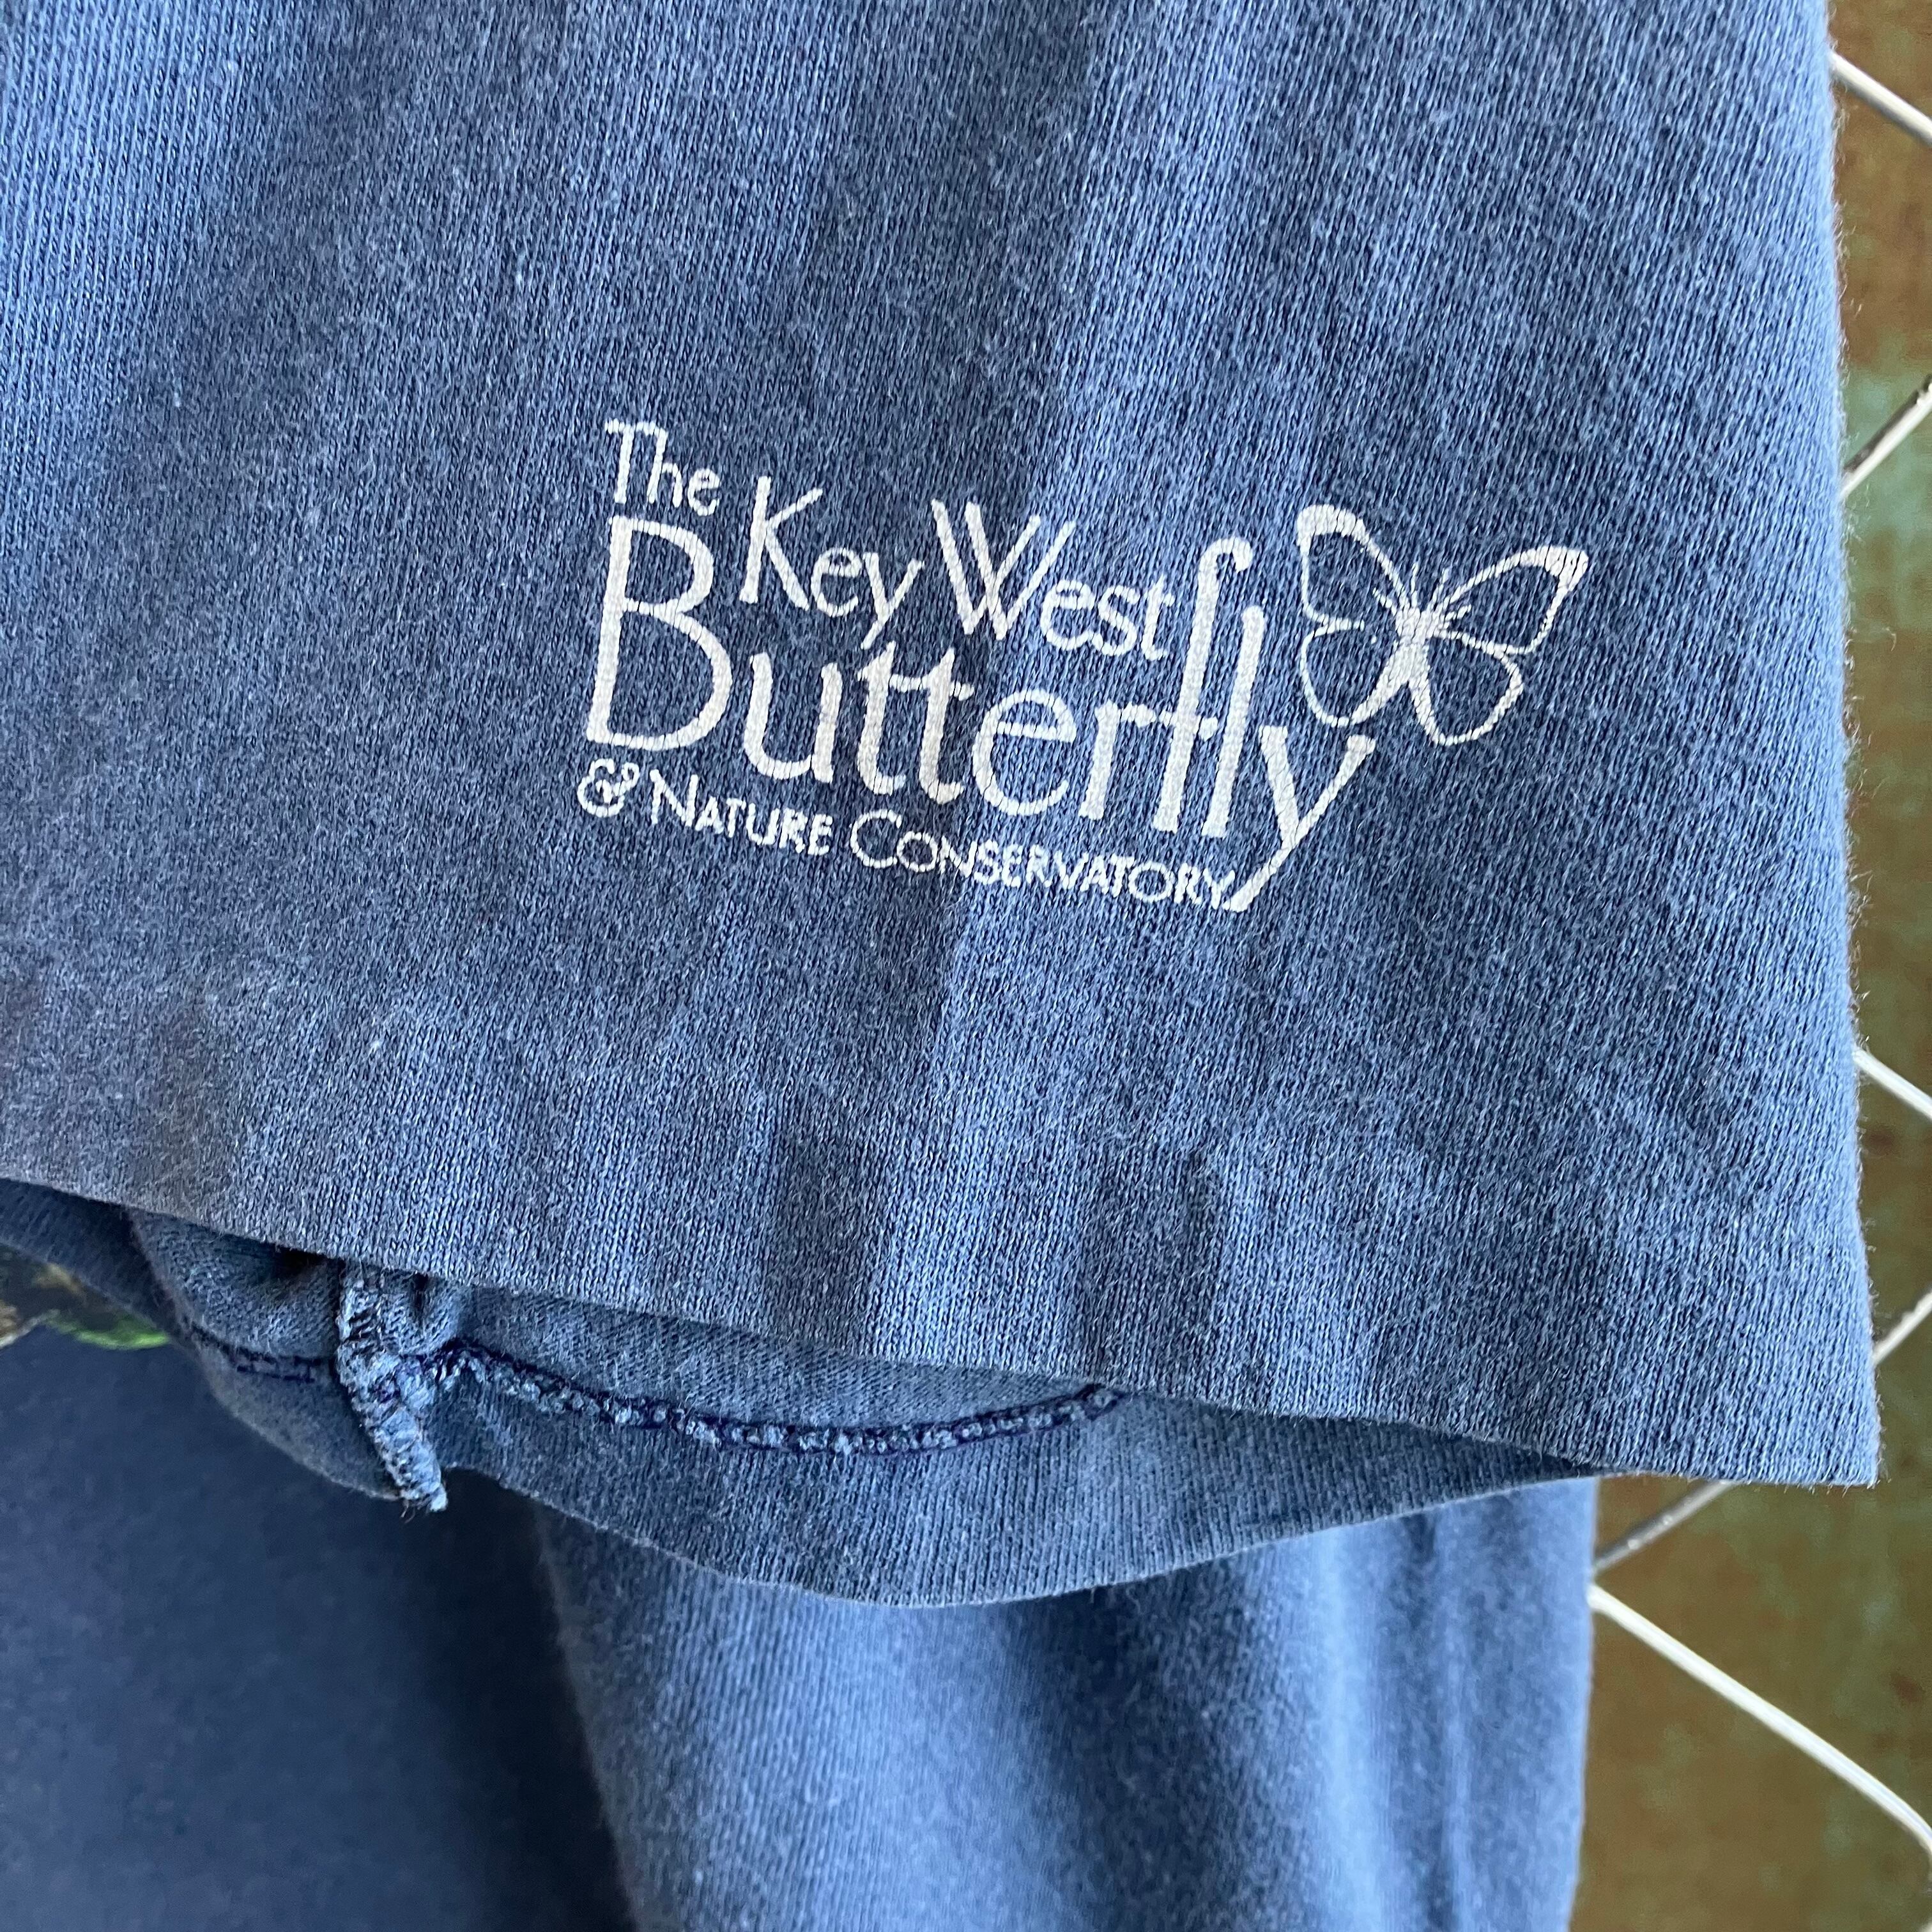 The Key West
Butterfly
& NATURE CONSERVATORY